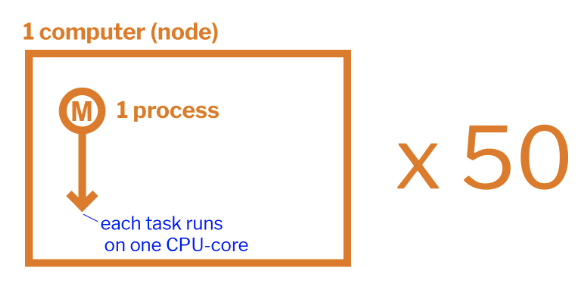 1 computer (node)
M
1 process
each task runs
on one CPU-core
x 50